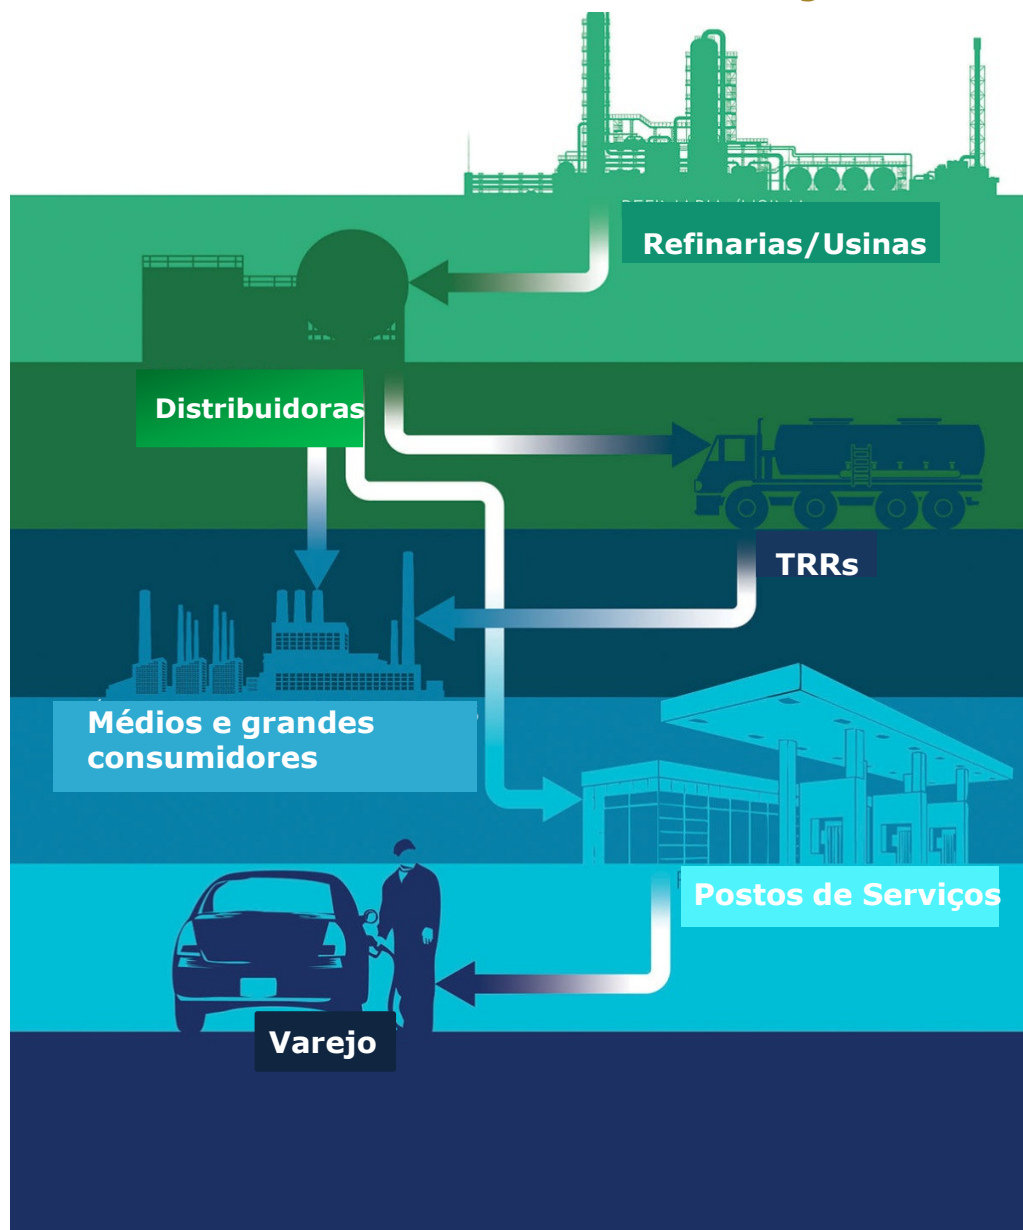 Refinarias/Usinas
Distribuidoras
TRRs
Médios e grandes
consumidores
Postos de Serviços
Varejo